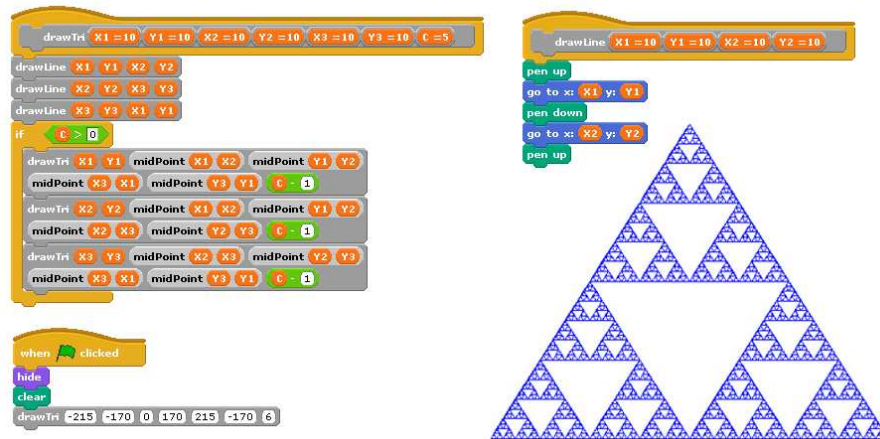 drawTri X1 =10 Y1 =10 X2 =10 Y2 =10 X3 =10 Y3 =10 C =5
drawLine X1 Y1 X2 Y2
drawLine X2 Y2 X3 Y3
drawLine X3 Y3 X1 Y1
if C > 0
drawTri X1 Y1 midPoint X1 X2 midPoint Y1 Y2
midPoint X3 X1 midPoint Y3 Y1 C - 1
drawTri X2 Y2 midPoint X1 X2 midPoint Y1 Y2
midPoint X2 X3 midPoint Y2 Y3 C - 1
drawTri X3 Y3 midPoint X2 X3 midPoint Y2 Y3
midPoint X3 X1 midPoint Y3 Y1 C - 1
when clicked
hide
clear
drawTri -215 -170 0 170 215 -170 6
drawLine X1 =10 Y1 =10 X2 =10 Y2 =10
pen up
go to x: X1 y: Y1
pen down
go to x: X2 y: Y2
pen up